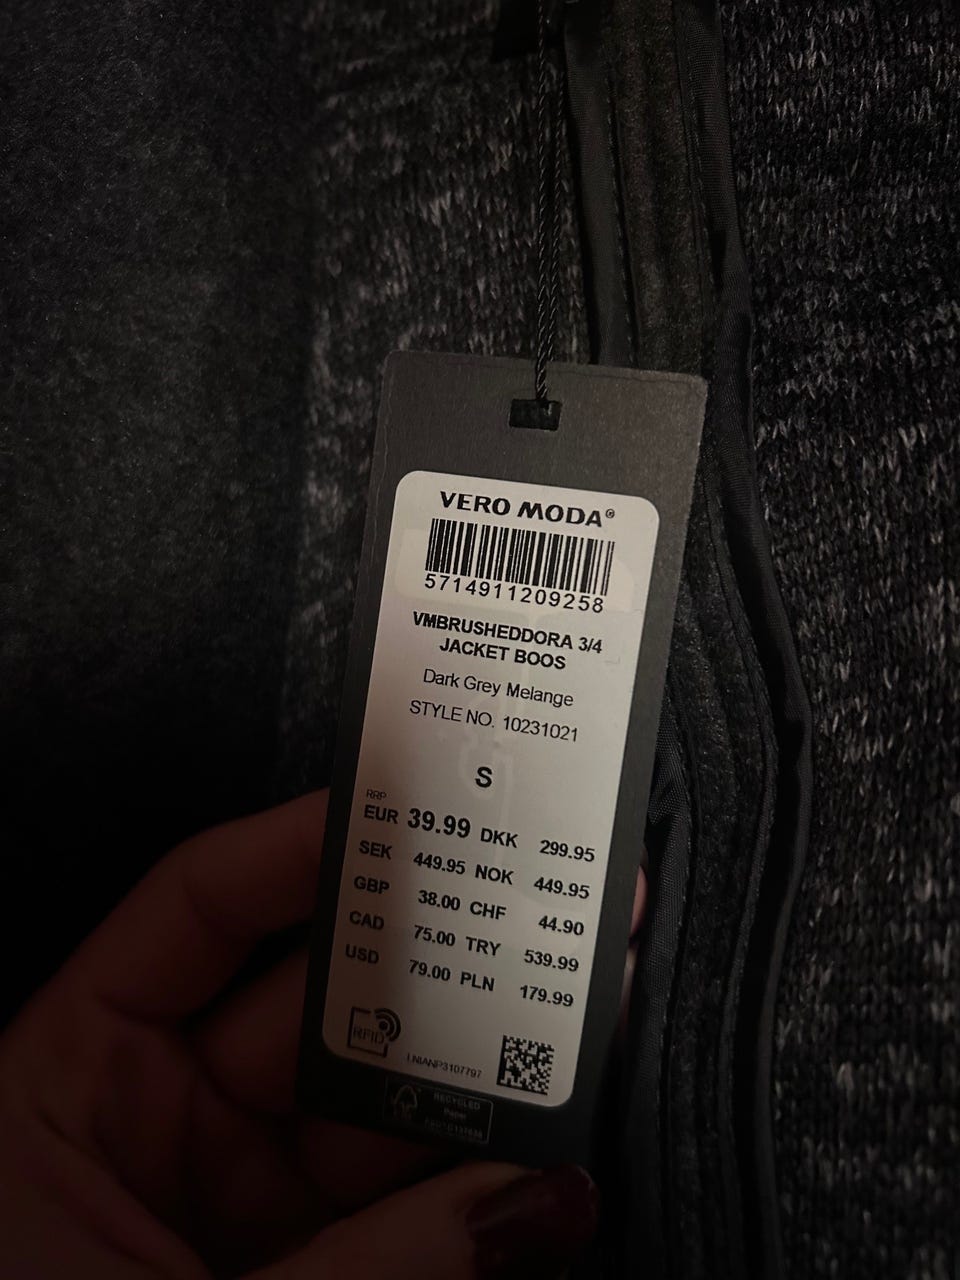 VERO MODA®
5714911209258
VMBRUSHEDDORA 3/4
JACKET BOOS
Dark Grey Melange
STYLE NO. 10231021
S
RRP
EUR 39.99 DKK 299.95
SEK 449.95 NOK 449.95
GBP 38.00 CHF 44.90
CAD 75.00 TRY 539.99
USD 79.00 PLN 179.99
RFID
LNIANP3107797
RECYCLED
Paper